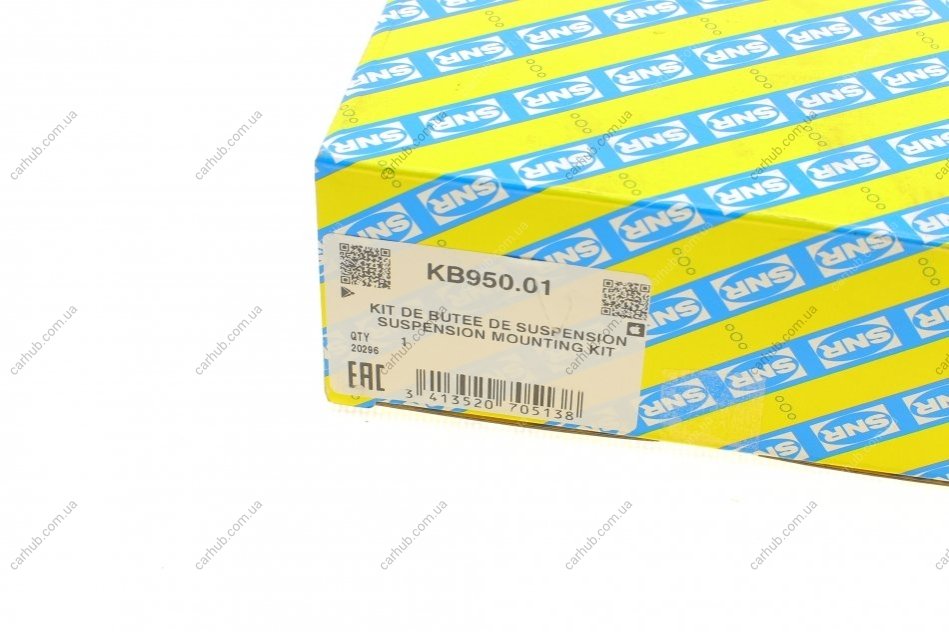 SNR
KB950.01
KIT DE BUTEE DE SUSPENSION
SUSPENSION MOUNTING KIT
QTY 1
20296
EAC
3 413520 705138
carhub.com.ua